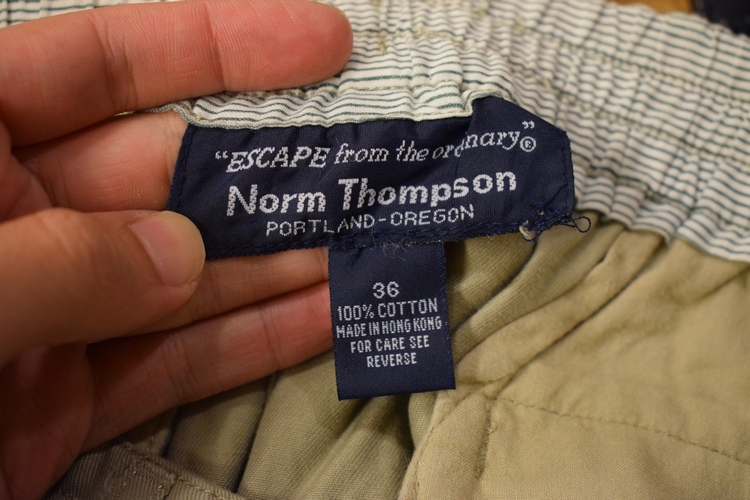 "ESCAPE from the ordinary"®
Norm Thompson
PORTLAND-OREGON
36
100% COTTON
MADE IN HONG KONG
FOR CARE SEE
REVERSE